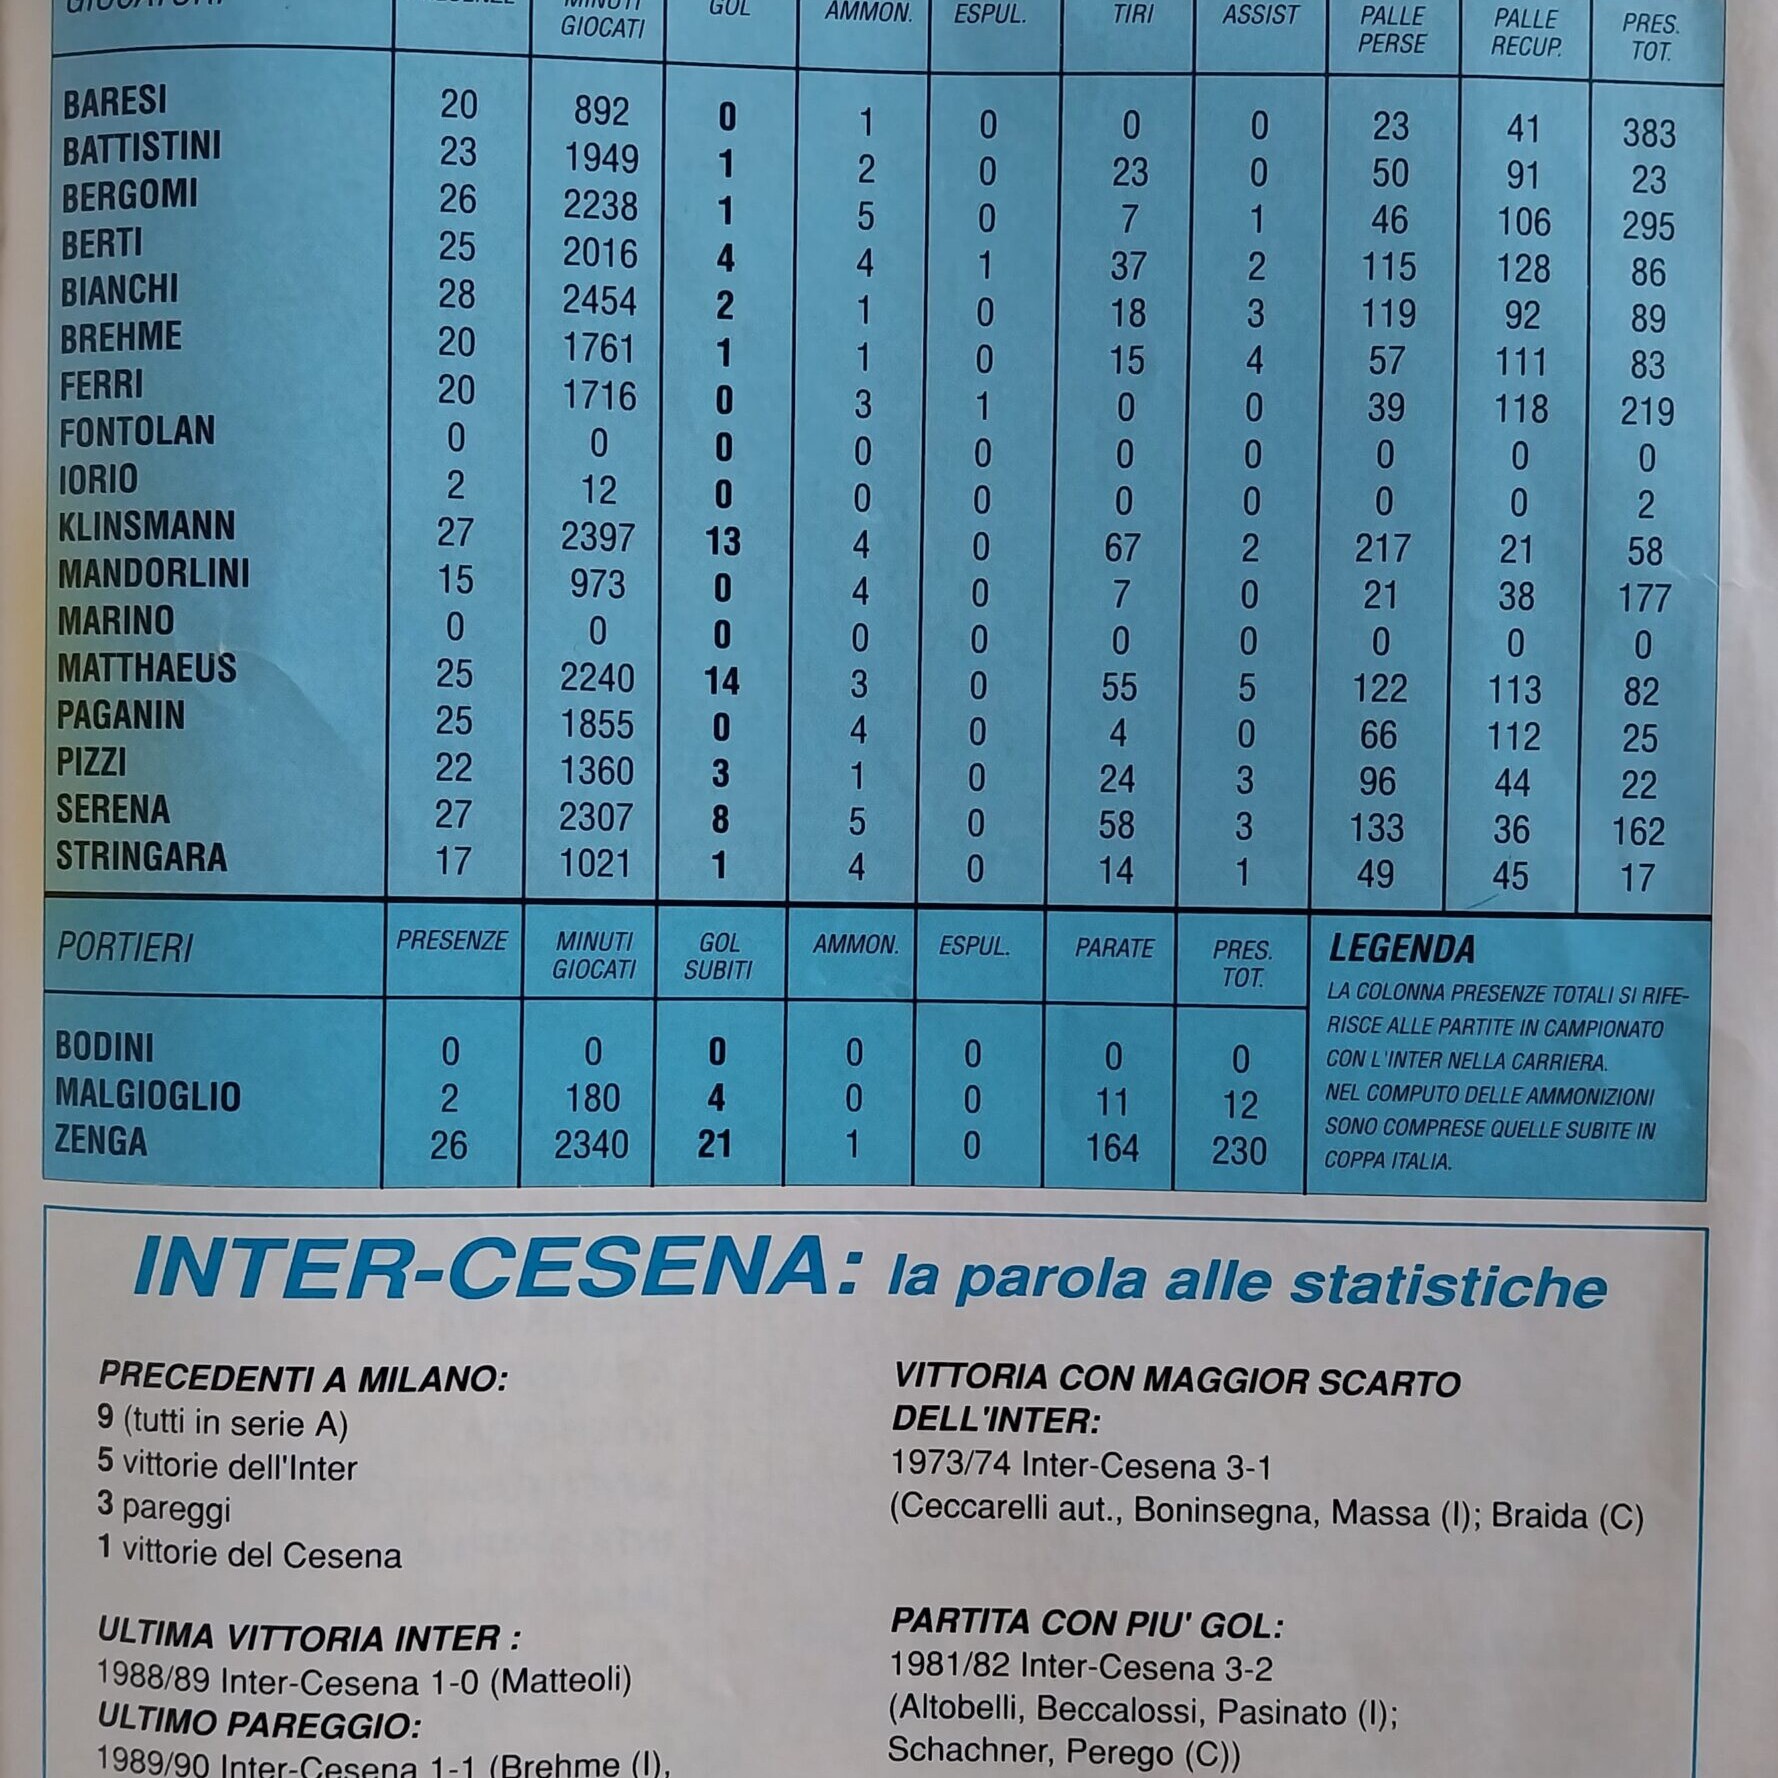 GIOCATORI PRESENZE MINUTI GIOCATI GOL AMMON. ESPUL. TIRI ASSIST PALLE PERSE PALLE RECUP. PRES. TOT.
BARESI 20 892 0 1 0 0 0 23 41 383
BATTISTINI 23 1949 1 2 0 23 0 50 91 23
BERGOMI 26 2238 1 5 0 7 1 46 106 295
BERTI 25 2016 4 4 1 37 2 115 128 86
BIANCHI 28 2454 2 1 0 18 3 119 92 89
BREHME 20 1761 1 1 0 15 4 57 111 83
FERRI 20 1716 0 3 1 0 0 39 118 219
FONTOLAN 0 0 0 0 0 0 0 0 0 0
IORIO 2 12 0 0 0 0 0 0 0 2
KLINSMANN 27 2397 13 4 0 67 2 217 21 58
MANDORLINI 15 973 0 4 0 7 0 21 38 177
MARINO 0 0 0 0 0 0 0 0 0 0
MATTHAEUS 25 2240 14 3 0 55 5 122 113 82
PAGANIN 25 1855 0 4 0 4 0 66 112 25
PIZZI 22 1360 3 1 0 24 3 96 44 22
SERENA 27 2307 8 5 0 58 3 133 36 162
STRINGARA 17 1021 1 4 0 14 1 49 45 17
PORTIERI PRESENZE MINUTI GIOCATI GOL SUBITI AMMON. ESPUL. PARATE PRES. TOT.
BODINI 0 0 0 0 0 0 0
MALGIOGLIO 2 180 4 0 0 11 12
ZENGA 26 2340 21 1 0 164 230
LEGENDA
LA COLONNA PRESENZE TOTALI SI RIFE-
RISCE ALLE PARTITE IN CAMPIONATO
CON L'INTER NELLA CARRIERA.
NEL COMPUTO DELLE AMMONIZIONI
SONO COMPRESE QUELLE SUBITE IN
COPPA ITALIA.
INTER-CESENA: la parola alle statistiche
PRECEDENTI A MILANO:
9 (tutti in serie A)
5 vittorie dell'Inter
3 pareggi
1 vittorie del Cesena
ULTIMA VITTORIA INTER :
1988/89 Inter-Cesena 1-0 (Matteoli)
ULTIMO PAREGGIO:
1989/90 Inter-Cesena 1-1 (Brehme (I),
VITTORIA CON MAGGIOR SCARTO
DELL'INTER:
1973/74 Inter-Cesena 3-1
(Ceccarelli aut., Boninsegna, Massa (I); Braida (C)
PARTITA CON PIU' GOL:
1981/82 Inter-Cesena 3-2
(Altobelli, Beccalossi, Pasinato (I);
Schachner, Perego (C))